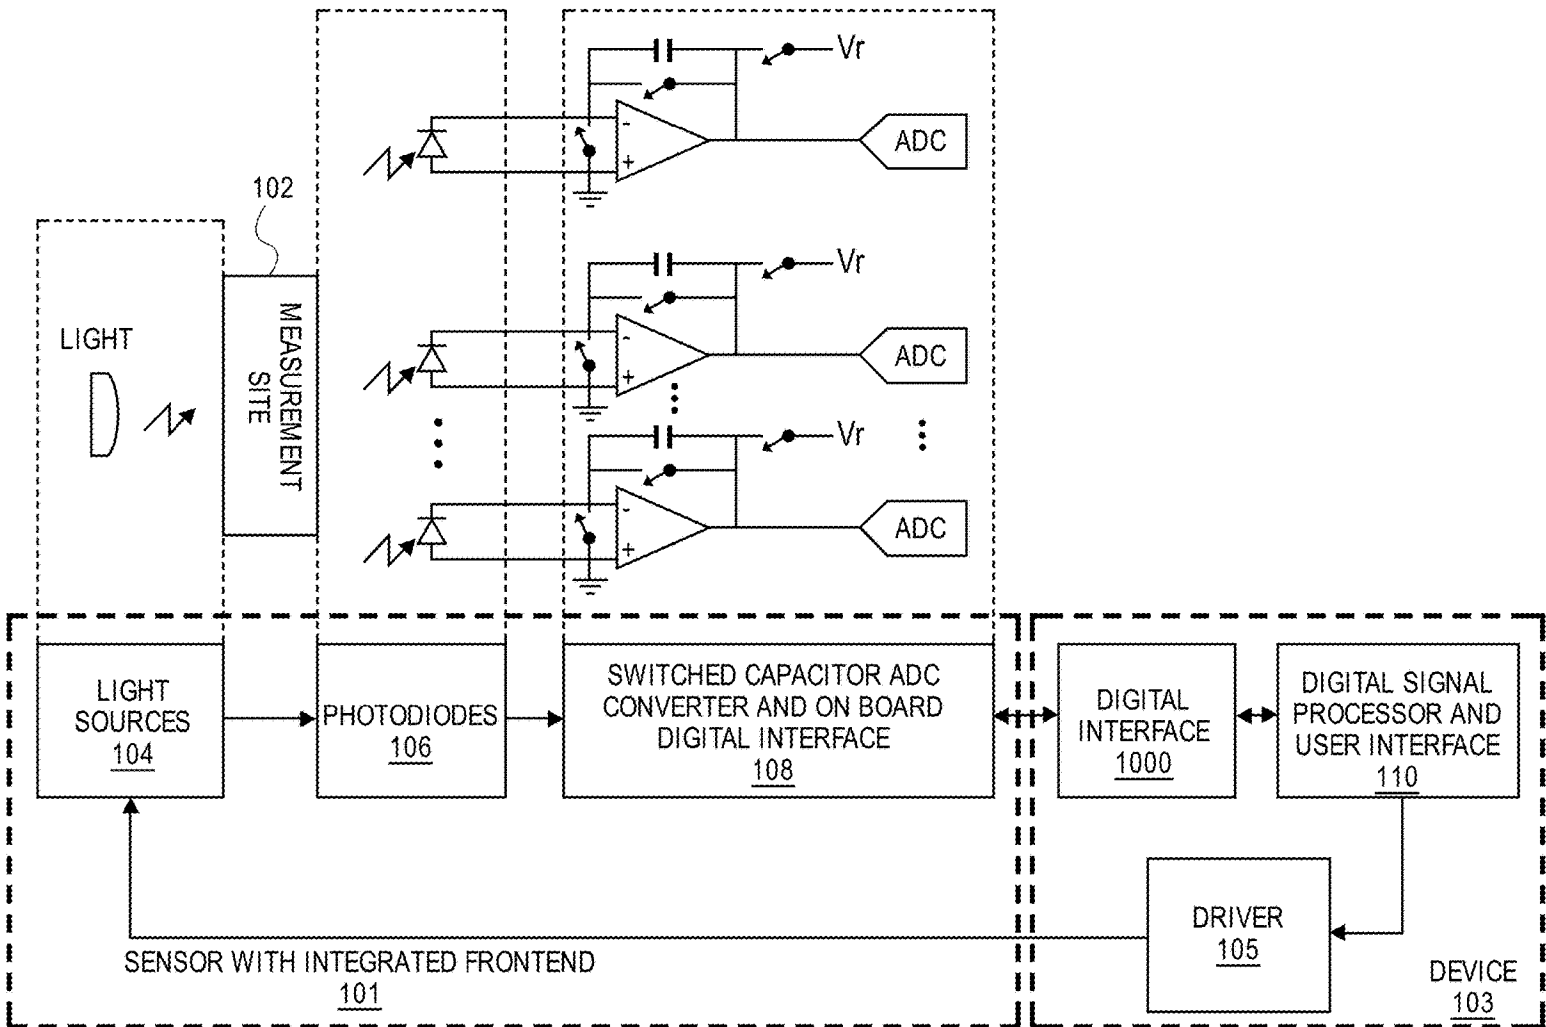 Vr
-
+
ADC
102
LIGHT
MEASUREMENT
SITE
Vr
-
+
ADC
Vr
-
+
ADC
LIGHT
SOURCES
104
PHOTODIODES
106
SWITCHED CAPACITOR ADC
CONVERTER AND ON BOARD
DIGITAL INTERFACE
108
DIGITAL
INTERFACE
1000
DIGITAL SIGNAL
PROCESSOR AND
USER INTERFACE
110
DRIVER
105
SENSOR WITH INTEGRATED FRONTEND
101
DEVICE
103